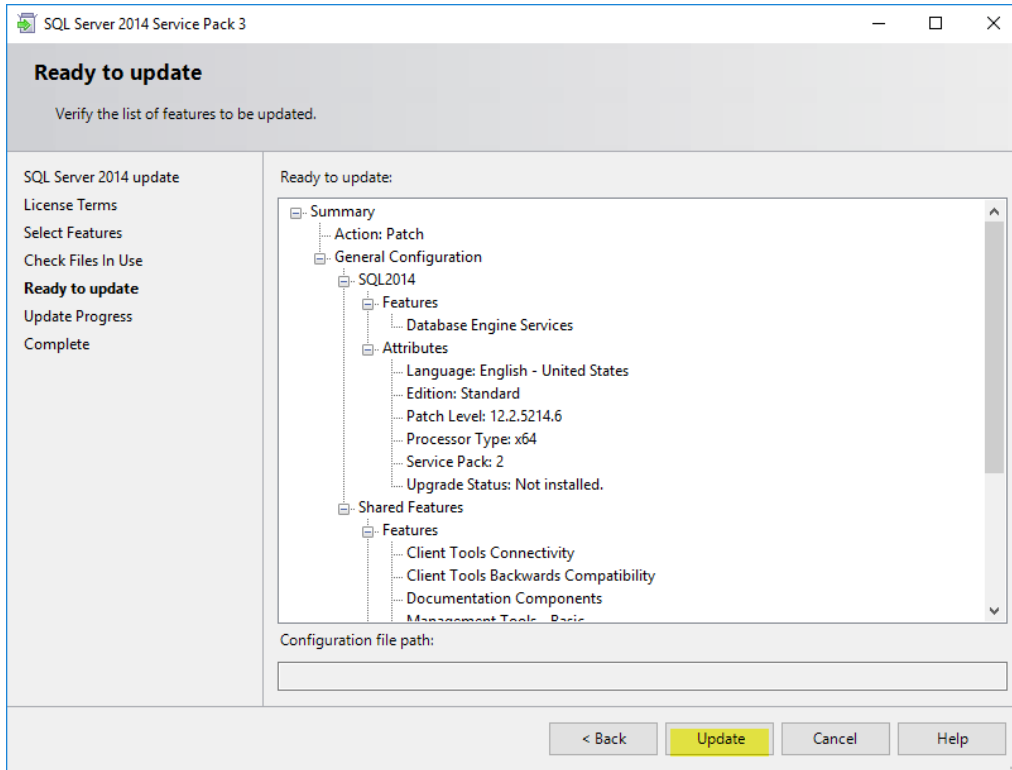 SQL Server 2014 Service Pack 3
Ready to update
Verify the list of features to be updated.
SQL Server 2014 update
License Terms
Select Features
Check Files In Use
Ready to update
Update Progress
Complete
Ready to update:
Summary
Action: Patch
General Configuration
SQL2014
Features
Database Engine Services
Attributes
Language: English - United States
Edition: Standard
Patch Level: 12.2.5214.6
Processor Type: x64
Service Pack: 2
Upgrade Status: Not installed.
Shared Features
Features
Client Tools Connectivity
Client Tools Backwards Compatibility
Documentation Components
Management Tools - Basic
Configuration file path:
< Back
Update
Cancel
Help